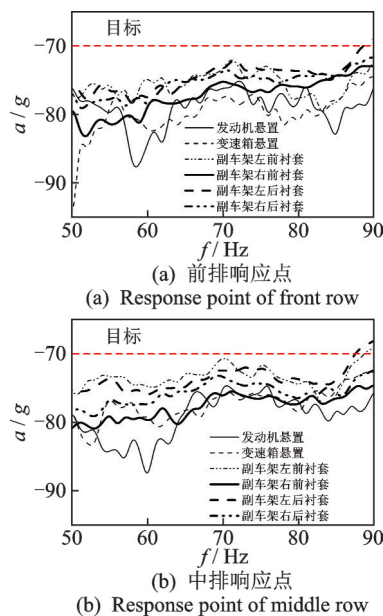 目标
−70
−80
−90
a / g
发动机悬置
变速箱悬置
副车架左前衬套
副车架右前衬套
副车架左后衬套
副车架右后衬套
50 60 70 80 90
f / Hz
(a) 前排响应点
(a) Response point of front row
目标
−70
−80
−90
a / g
发动机悬置
变速箱悬置
副车架左前衬套
副车架右前衬套
副车架左后衬套
副车架右后衬套
50 60 70 80 90
f / Hz
(b) 中排响应点
(b) Response point of middle row